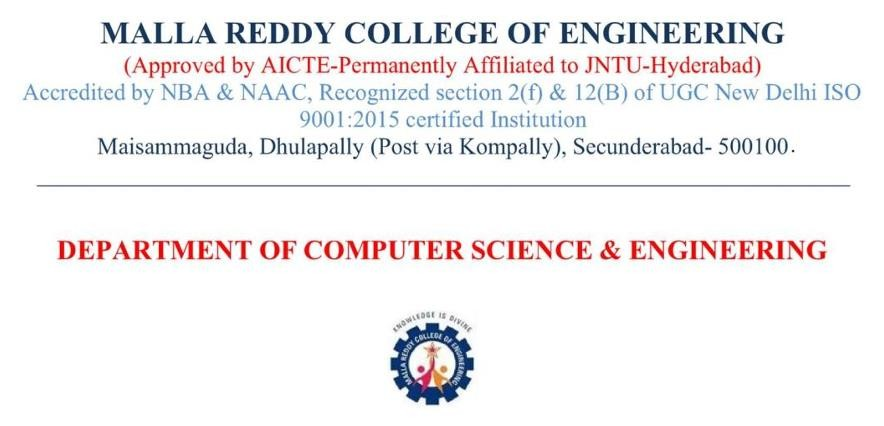 MALLA REDDY COLLEGE OF ENGINEERING
(Approved by AICTE-Permanently Affiliated to JNTU-Hyderabad)
Accredited by NBA & NAAC, Recognized section 2(f) & 12(B) of UGC New Delhi ISO
9001:2015 certified Institution
Maisammaguda, Dhulapally (Post via Kompally), Secunderabad- 500100.
DEPARTMENT OF COMPUTER SCIENCE & ENGINEERING
KNOWLEDGE IS DIVINE
MALLA REDDY COLLEGE OF ENGINEERING